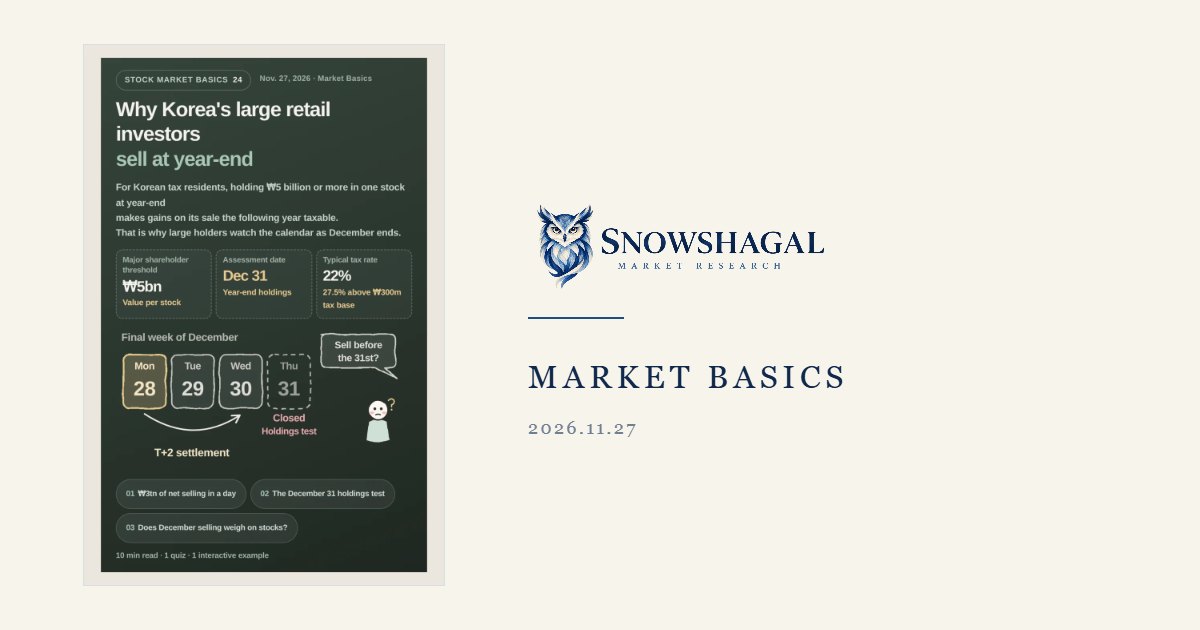 STOCK MARKET BASICS 24
Nov. 27, 2026 · Market Basics
Why Korea's large retail
investors
sell at year-end
For Korean tax residents, holding ₩5 billion or more in one stock
at year-end
makes gains on its sale the following year taxable.
That is why large holders watch the calendar as December ends.
Major shareholder
threshold
₩5bn
Value per stock
Assessment date
Dec 31
Year-end holdings
Typical tax rate
22%
27.5% above ₩300m
tax base
Final week of December
Sell before
the 31st?
Mon
28
Tue
29
Wed
30
Thu
31
?
Closed
Holdings test
T+2 settlement
01 ₩3tn of net selling in a day
02 The December 31 holdings test
03 Does December selling weigh on stocks?
10 min read · 1 quiz · 1 interactive example
SNOWSHAGAL
MARKET RESEARCH
MARKET BASICS
2026.11.27